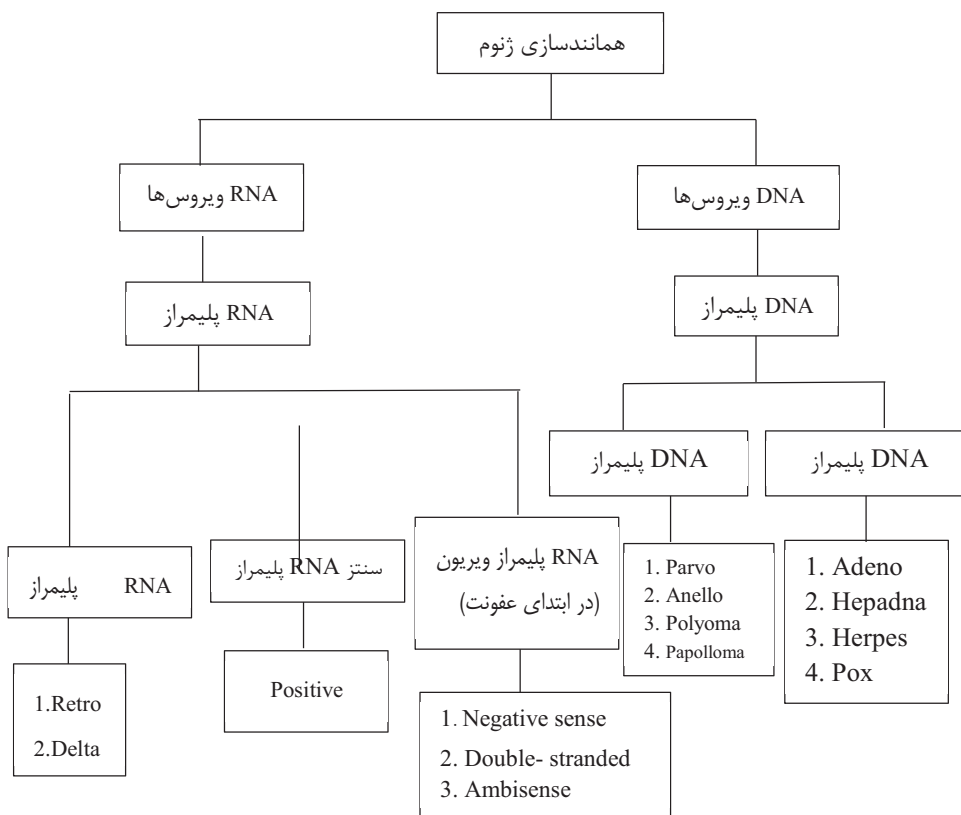 همانندسازی ژنوم
DNA ویروس‌ها
RNA ویروس‌ها
DNA پلیمراز
RNA پلیمراز
DNA پلیمراز
DNA پلیمراز
RNA پلیمراز ویریون
(در ابتدای عفونت)
سنتز RNA پلیمراز
RNA پلیمراز
1. Adeno
2. Hepadna
3. Herpes
4. Pox
1. Parvo
2. Anello
3. Polyoma
4. Papolloma
1. Negative sense
2. Double- stranded
3. Ambisense
Positive
1.Retro
2.Delta